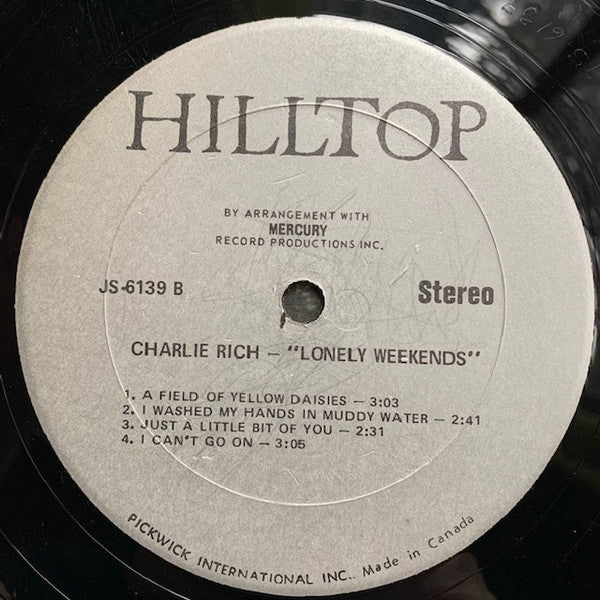 HILLTOP
BY ARRANGEMENT WITH
MERCURY
RECORD PRODUCTIONS INC.
JS-6139 B
Stereo
CHARLIE RICH – "LONELY WEEKENDS"
1. A FIELD OF YELLOW DAISIES – 3:03
2. I WASHED MY HANDS IN MUDDY WATER – 2:41
3. JUST A LITTLE BIT OF YOU – 2:31
4. I CAN'T GO ON – 3:05
PICKWICK INTERNATIONAL INC.. Made in Canada